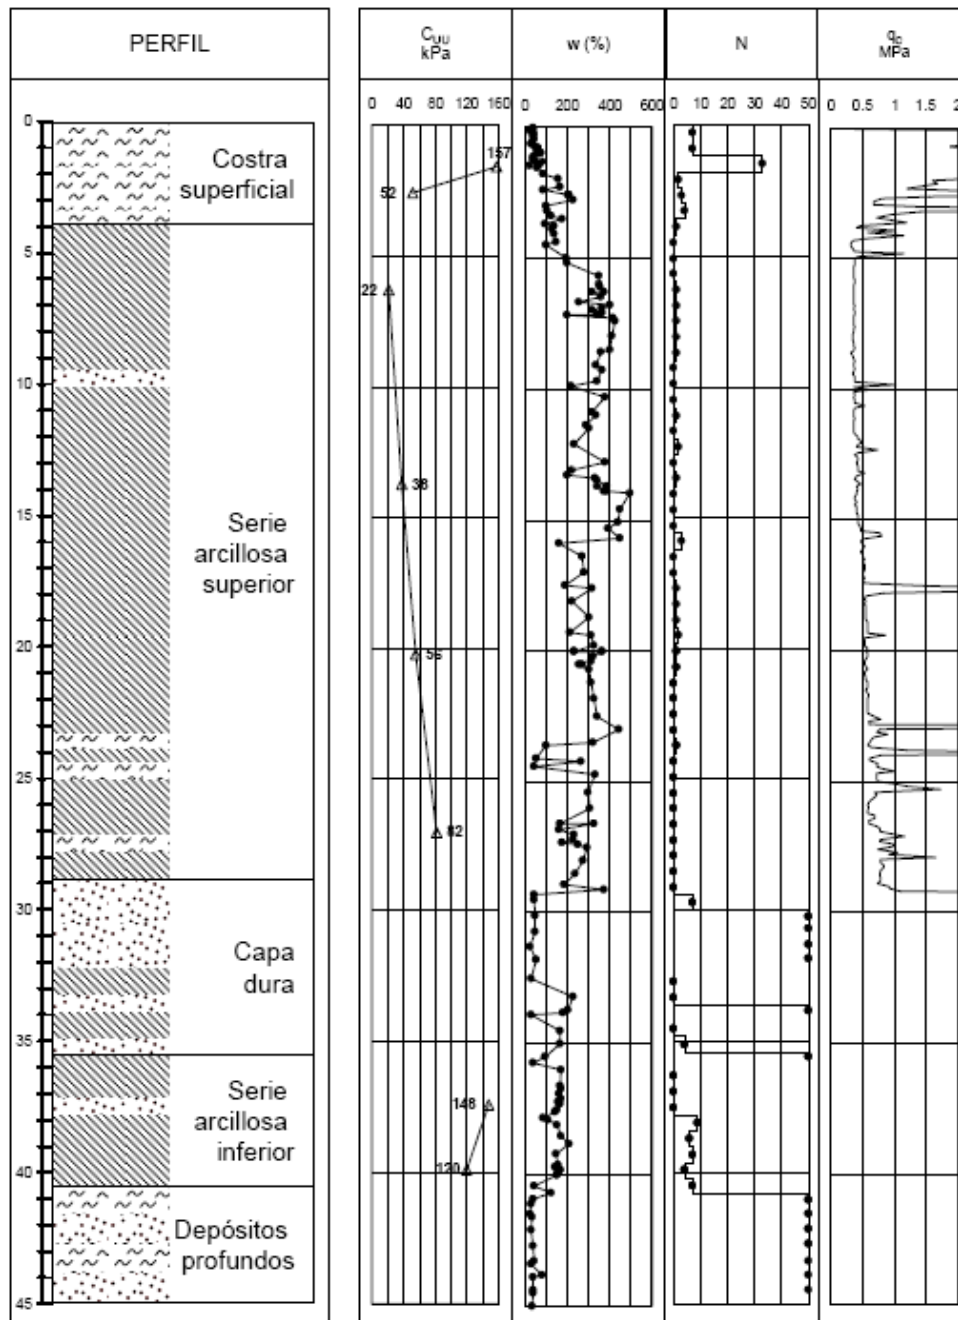 PERFIL
C_UU
kPa
w (%)
N
q_c
MPa
0 40 80 120 160
0 200 400 600
0 10 20 30 40 50
0 0.5 1 2
0
5
10
15
20
25
30
35
40
45
Costra
superficial
Serie
arcillosa
superior
Capa
dura
Serie
arcillosa
inferior
Depósitos
profundos
157
52
22
38
56
82
148
120